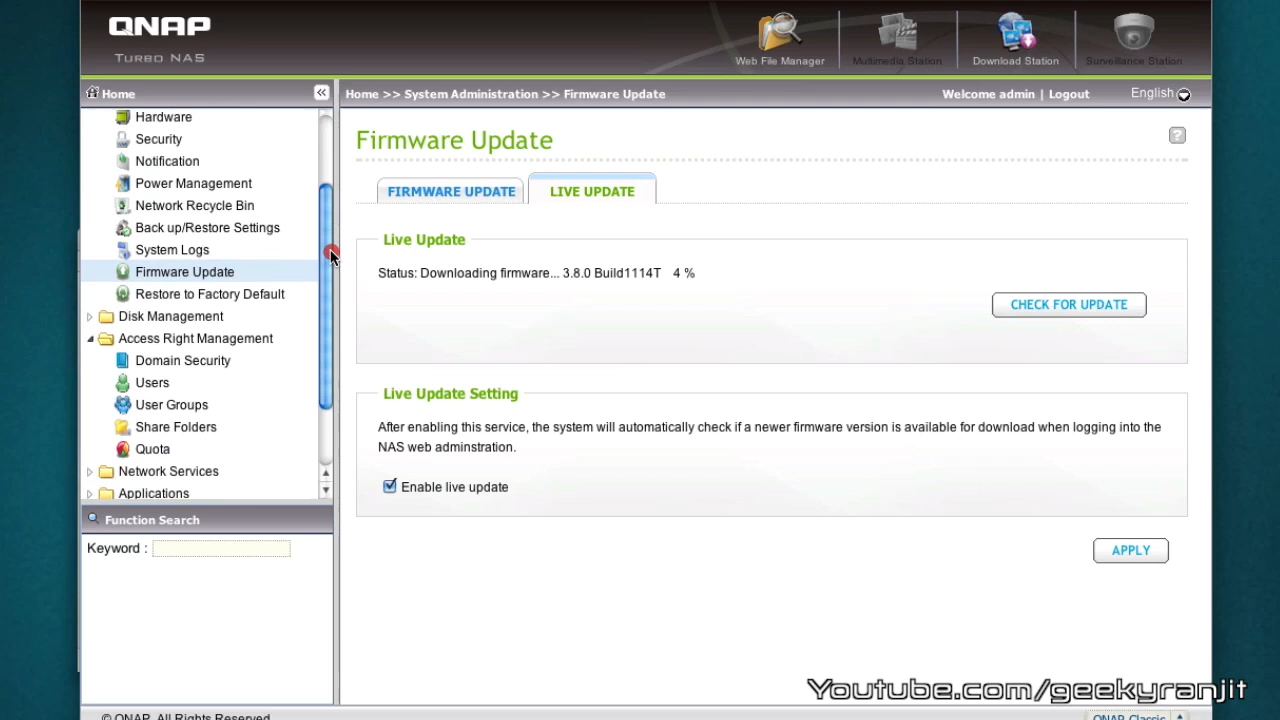 QNAP
TURBO NAS
Web File Manager
Multimedia Station
Download Station
Surveillance Station
Home
«
Home >> System Administration >> Firmware Update
Welcome admin | Logout
English
Hardware
Security
Notification
Power Management
Network Recycle Bin
Back up/Restore Settings
System Logs
Firmware Update
Restore to Factory Default
Disk Management
Access Right Management
Domain Security
Users
User Groups
Share Folders
Quota
Network Services
Applications
Function Search
Keyword :
Firmware Update
?
FIRMWARE UPDATE
LIVE UPDATE
Live Update
Status: Downloading firmware... 3.8.0 Build1114T 4 %
CHECK FOR UPDATE
Live Update Setting
After enabling this service, the system will automatically check if a newer firmware version is available for download when logging into the
NAS web adminstration.
Enable live update
APPLY
Youtube.com/geekyranjit
© QNAP, All Rights Reserved
QNAP Classic